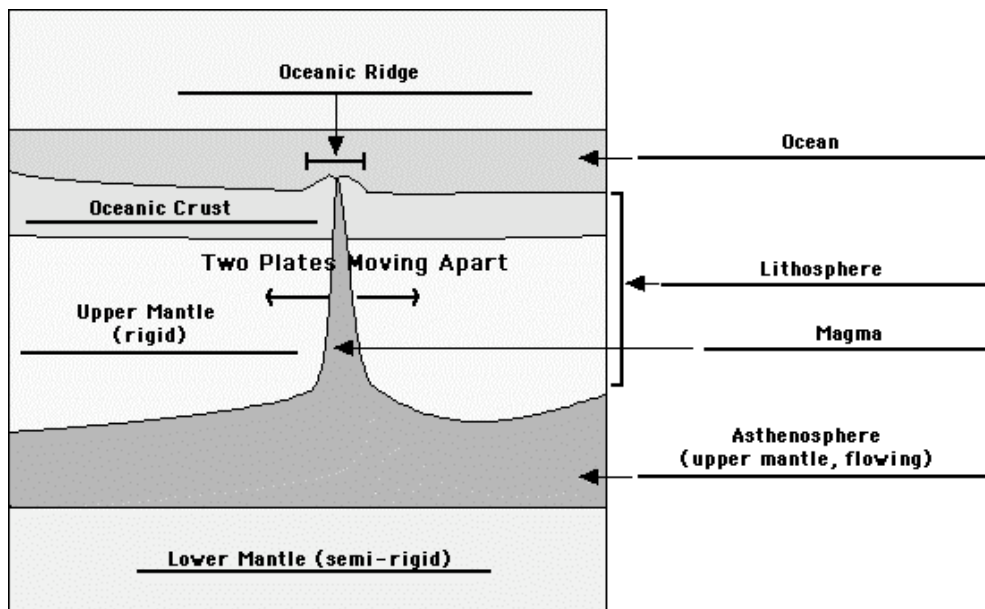 Oceanic Ridge
Ocean
Oceanic Crust
Two Plates Moving Apart
Lithosphere
Upper Mantle
(rigid)
Magma
Asthenosphere
(upper mantle, flowing)
Lower Mantle (semi-rigid)